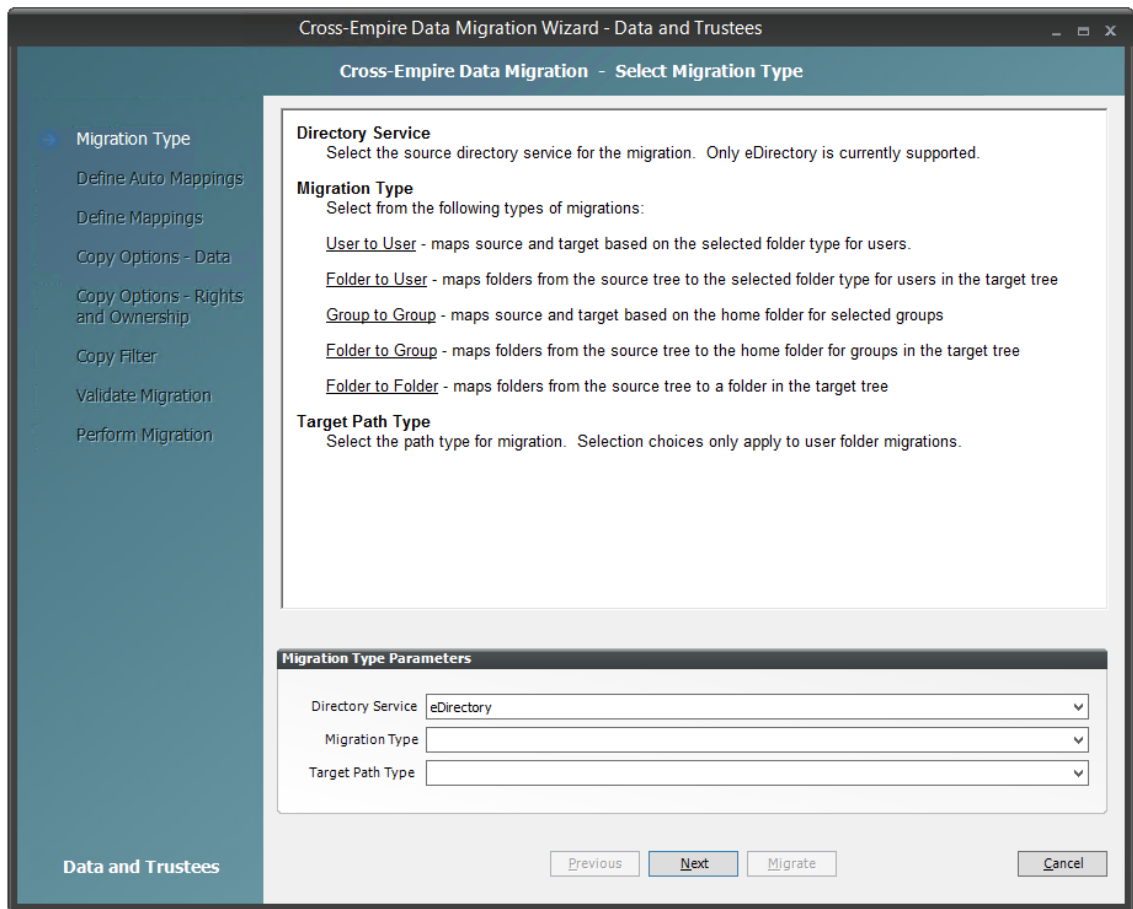 Cross-Empire Data Migration Wizard - Data and Trustees
Cross-Empire Data Migration - Select Migration Type
Migration Type
Define Auto Mappings
Define Mappings
Copy Options - Data
Copy Options - Rights
and Ownership
Copy Filter
Validate Migration
Perform Migration
Data and Trustees
Directory Service
Select the source directory service for the migration. Only eDirectory is currently supported.
Migration Type
Select from the following types of migrations:
User to User - maps source and target based on the selected folder type for users.
Folder to User - maps folders from the source tree to the selected folder type for users in the target tree
Group to Group - maps source and target based on the home folder for selected groups
Folder to Group - maps folders from the source tree to the home folder for groups in the target tree
Folder to Folder - maps folders from the source tree to a folder in the target tree
Target Path Type
Select the path type for migration. Selection choices only apply to user folder migrations.
Migration Type Parameters
Directory Service eDirectory
Migration Type
Target Path Type
Previous Next Migrate Cancel